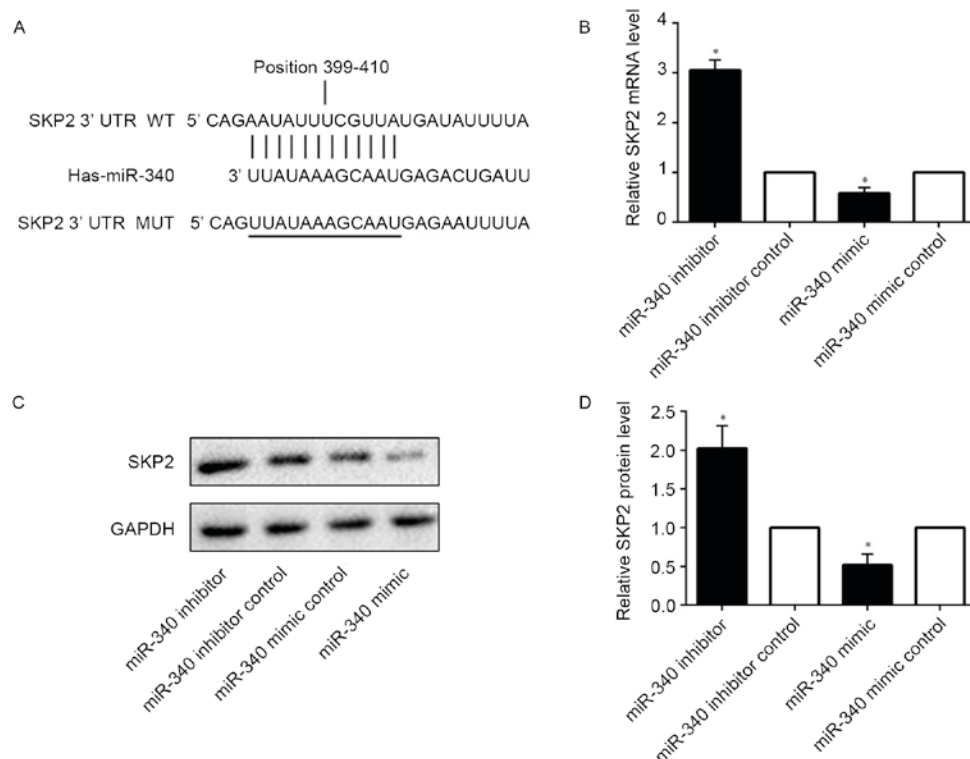 A
Position 399-410
SKP2 3' UTR WT 5' CAGAAUAUUUCGUUAUGAUAUUUUA
Has-miR-340 3' UUAUAAAGCAAUGAGACUGAUU
SKP2 3' UTR MUT 5' CAGUUAUAAAGCAAUGAGAAUUUUA
B
Relative SKP2 mRNA level
4
3
2
1
0
*
*
miR-340 inhibitor
miR-340 inhibitor control
miR-340 mimic
miR-340 mimic control
C
SKP2
GAPDH
miR-340 inhibitor
miR-340 inhibitor control
miR-340 mimic control
miR-340 mimic
D
Relative SKP2 protein level
2.5
2.0
1.5
1.0
0.5
0.0
*
*
miR-340 inhibitor
miR-340 inhibitor control
miR-340 mimic
miR-340 mimic control